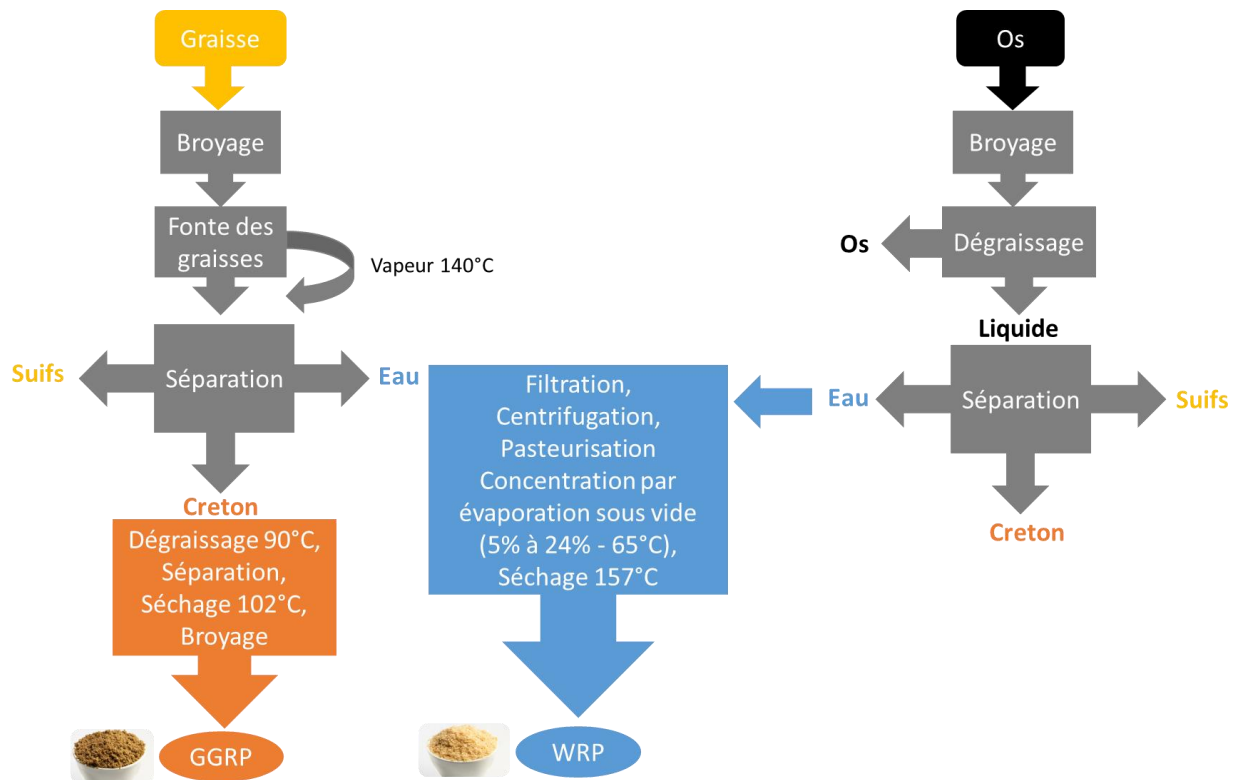 Graisse
Broyage
Fonte des
graisses
Vapeur 140°C
Suifs
Séparation
Eau
Creton
Dégraissage 90°C,
Séparation,
Séchage 102°C,
Broyage
GGRP
Filtration,
Centrifugation,
Pasteurisation
Concentration par
évaporation sous vide
(5% à 24% - 65°C),
Séchage 157°C
WRP
Os
Broyage
Os
Dégraissage
Liquide
Eau
Séparation
Suifs
Creton